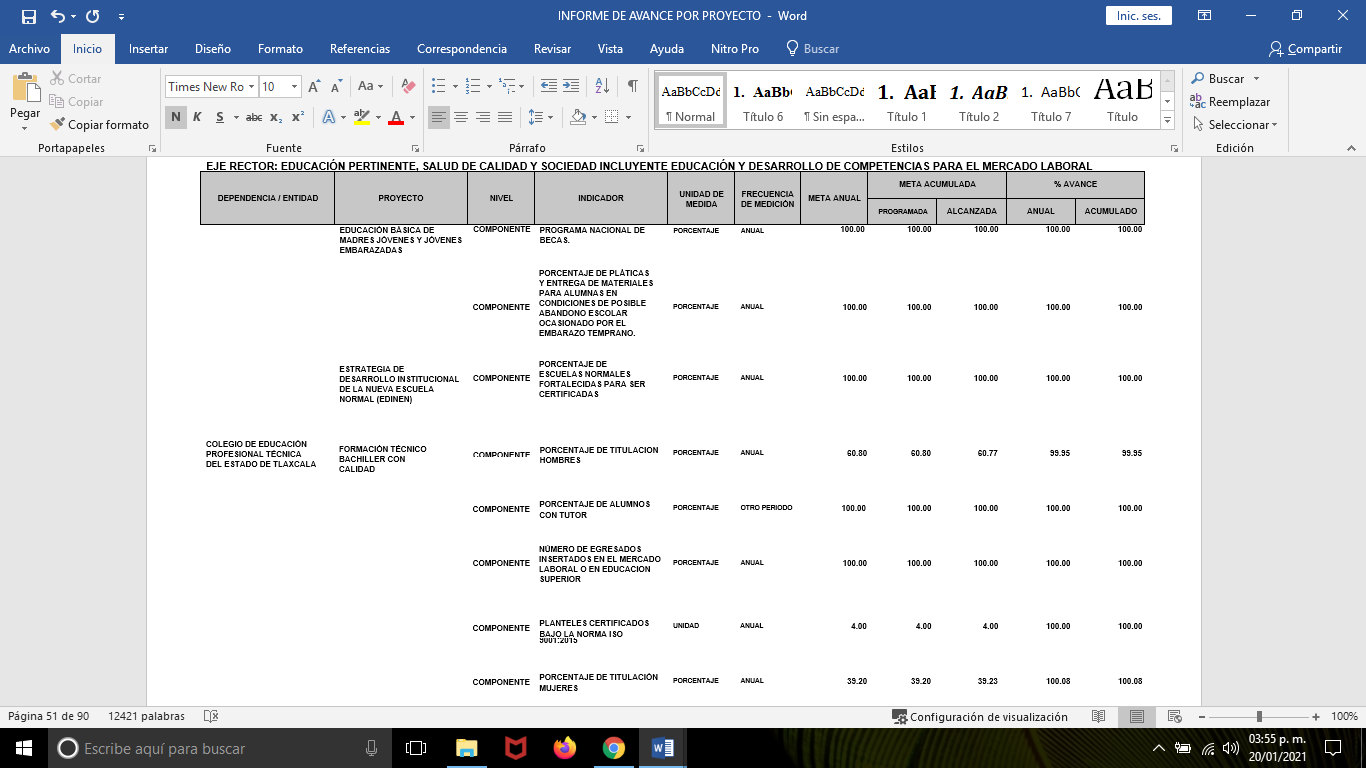 INFORME DE AVANCE POR PROYECTO - Word
Inic. ses.
Archivo Inicio Insertar Diseño Formato Referencias Correspondencia Revisar Vista Ayuda Nitro Pro Buscar Compartir
Pegar
Cortar
Copiar
Copiar formato
Portapapeles
Times New Ro 10
Aa
N K S abc x₂ x²
Fuente
Párrafo
AaBbCcDd 1. AaBb( AaBbCcDd 1. AaB 1. AaB 1. AaBb( AaB
¶ Normal Título 6 ¶ Sin espa... Título 1 Título 2 Título 7 Título
Estilos
Buscar
Reemplazar
Seleccionar
Edición
EJE RECTOR: EDUCACIÓN PERTINENTE, SALUD DE CALIDAD Y SOCIEDAD INCLUYENTE EDUCACIÓN Y DESARROLLO DE COMPETENCIAS PARA EL MERCADO LABORAL
DEPENDENCIA / ENTIDAD
PROYECTO
NIVEL
INDICADOR
UNIDAD DE
MEDIDA
FRECUENCIA
DE MEDICIÓN
META ANUAL
META ACUMULADA
PROGRAMADA ALCANZADA
% AVANCE
ANUAL ACUMULADO
EDUCACIÓN BÁSICA DE
MADRES JÓVENES Y JÓVENES
EMBARAZADAS
COMPONENTE
PROGRAMA NACIONAL DE
BECAS.
PORCENTAJE ANUAL 100.00 100.00 100.00 100.00 100.00
COMPONENTE
PORCENTAJE DE PLÁTICAS
Y ENTREGA DE MATERIALES
PARA ALUMNAS EN
CONDICIONES DE POSIBLE
ABANDONO ESCOLAR
OCASIONADO POR EL
EMBARAZO TEMPRANO.
PORCENTAJE ANUAL 100.00 100.00 100.00 100.00 100.00
ESTRATEGIA DE
DESARROLLO INSTITUCIONAL
DE LA NUEVA ESCUELA
NORMAL (EDINEN)
COMPONENTE
PORCENTAJE DE
ESCUELAS NORMALES
FORTALECIDAS PARA SER
CERTIFICADAS
PORCENTAJE ANUAL 100.00 100.00 100.00 100.00 100.00
COLEGIO DE EDUCACIÓN
PROFESIONAL TÉCNICA
DEL ESTADO DE TLAXCALA
FORMACIÓN TÉCNICO
BACHILLER CON
CALIDAD
COMPONENTE
PORCENTAJE DE TITULACION
HOMBRES
PORCENTAJE ANUAL 60.80 60.80 60.77 99.95 99.95
COMPONENTE
PORCENTAJE DE ALUMNOS
CON TUTOR
PORCENTAJE OTRO PERIODO 100.00 100.00 100.00 100.00 100.00
COMPONENTE
NÚMERO DE EGRESADOS
INSERTADOS EN EL MERCADO
LABORAL O EN EDUCACION
SUPERIOR
PORCENTAJE ANUAL 100.00 100.00 100.00 100.00 100.00
COMPONENTE
PLANTELES CERTIFICADOS
BAJO LA NORMA ISO
9001:2015
UNIDAD ANUAL 4.00 4.00 4.00 100.00 100.00
COMPONENTE
PORCENTAJE DE TITULACIÓN
MUJERES
PORCENTAJE ANUAL 39.20 39.20 39.23 100.08 100.08
Página 51 de 90 12421 palabras Configuración de visualización 100%
Escribe aquí para buscar
03:55 p. m.
20/01/2021